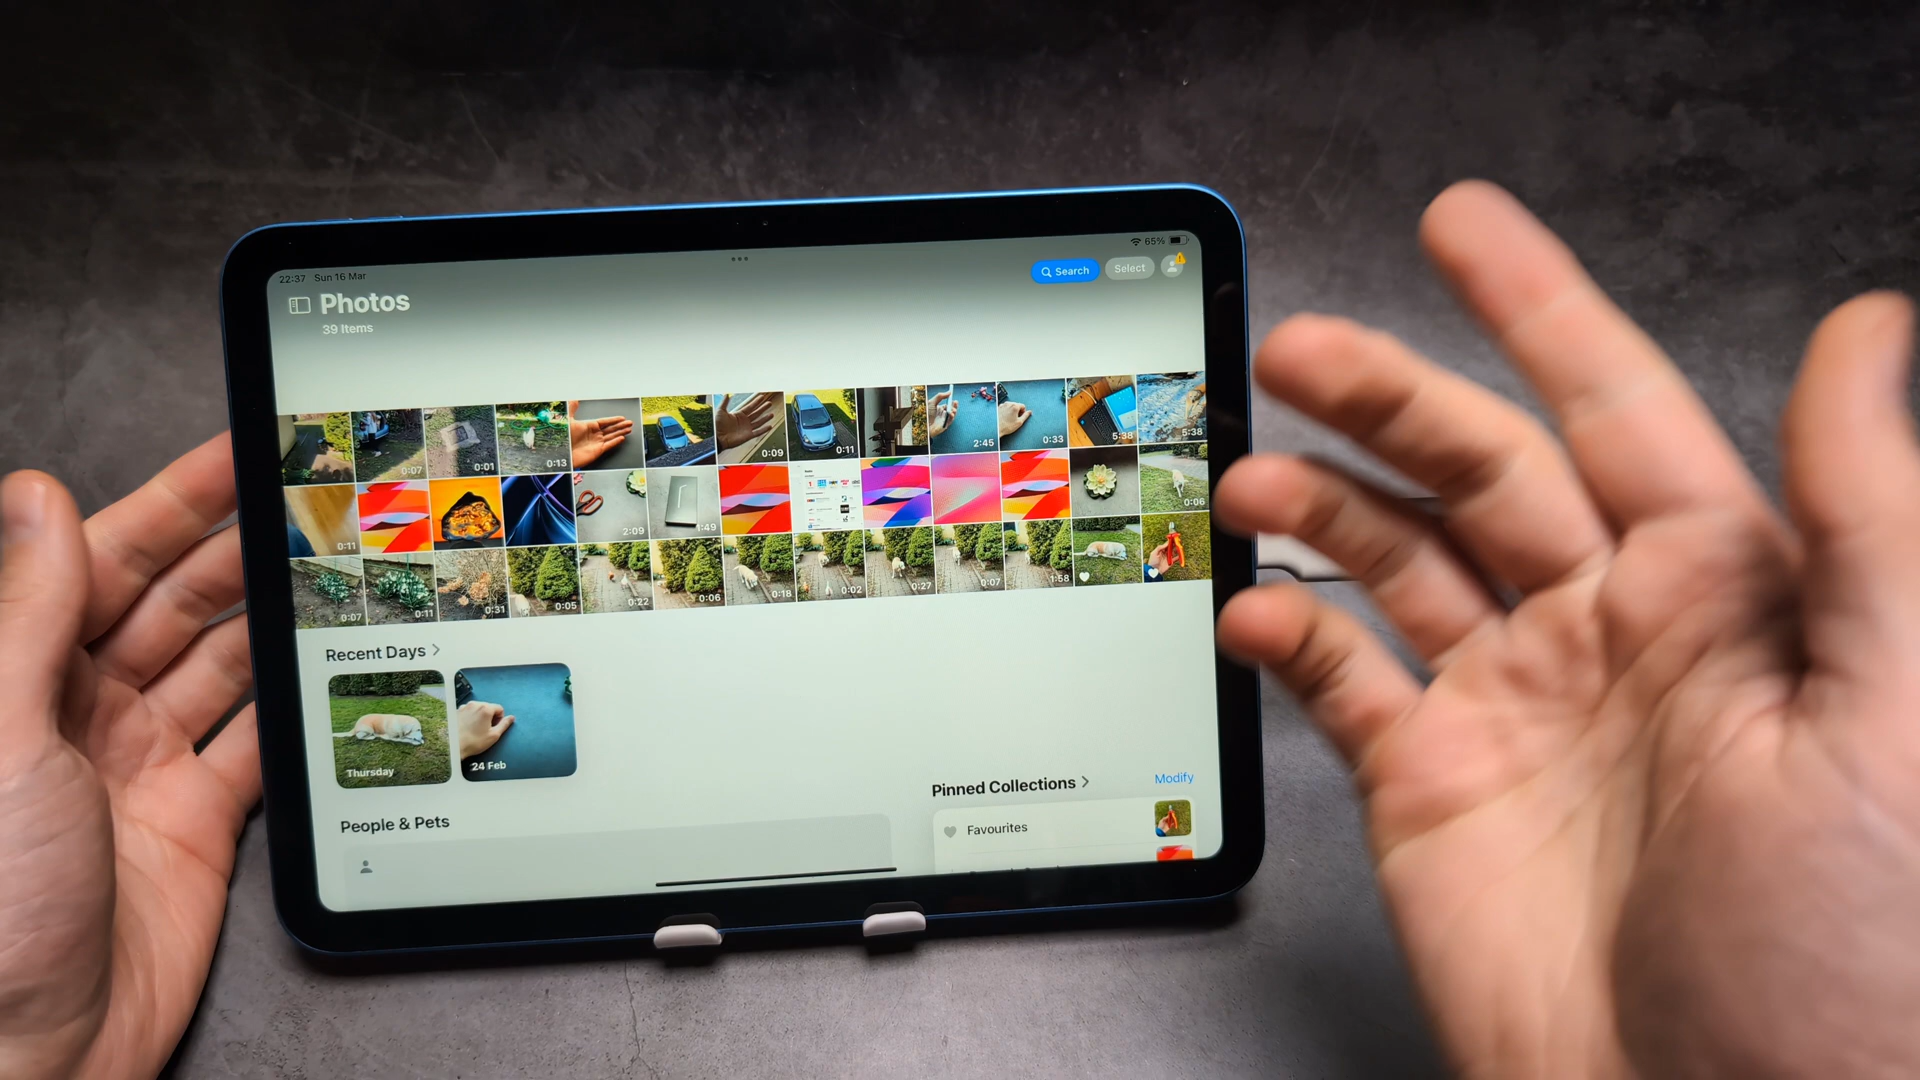 22:37 Sun 16 Mar
65%
Photos
39 Items
Search
Select
0:07
0:01
0:13
0:09
0:11
2:45
0:33
5:38
5:38
0:11
2:09
1:49
0:06
0:07
0:11
0:31
0:05
0:22
0:06
0:18
0:02
0:27
0:07
1:58
Recent Days
Thursday
24 Feb
Pinned Collections
Modify
People & Pets
Favourites